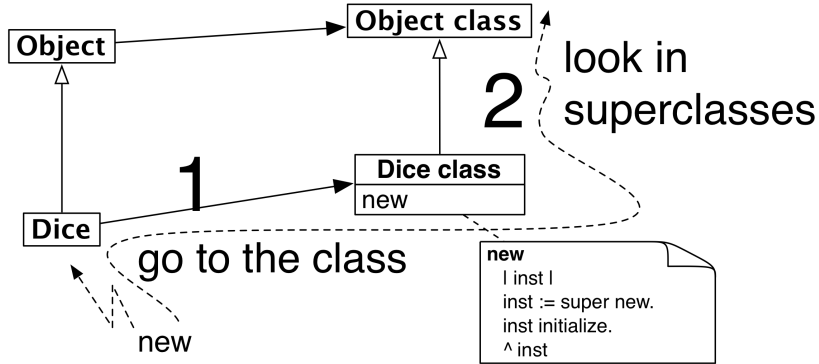 Object
Object class
2
look in
superclasses
1
Dice class
new
Dice
go to the class
new
new
| inst |
inst := super new.
inst initialize.
^ inst